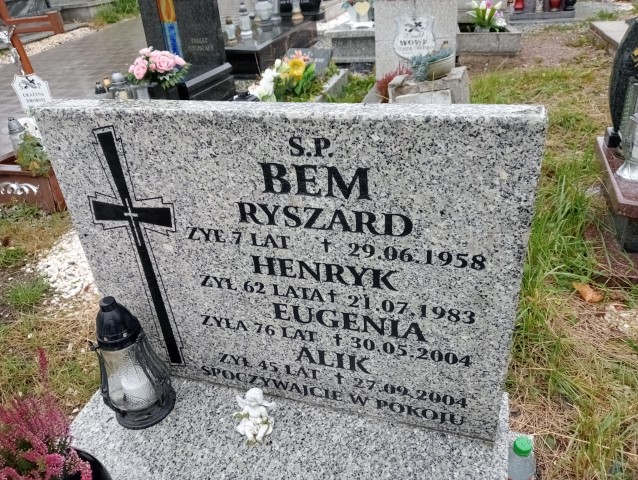 S.P.
BEM
RYSZARD
ŻYŁ 7 LAT † 29.06.1958
HENRYK
ŻYŁ 62 LATA † 21.07.1983
EUGENIA
ŻYŁA 76 LAT † 30.05.2004
ALIK
ŻYŁ 45 LAT † 27.09.2004
SPOCZYWAJCIE W POKOJU